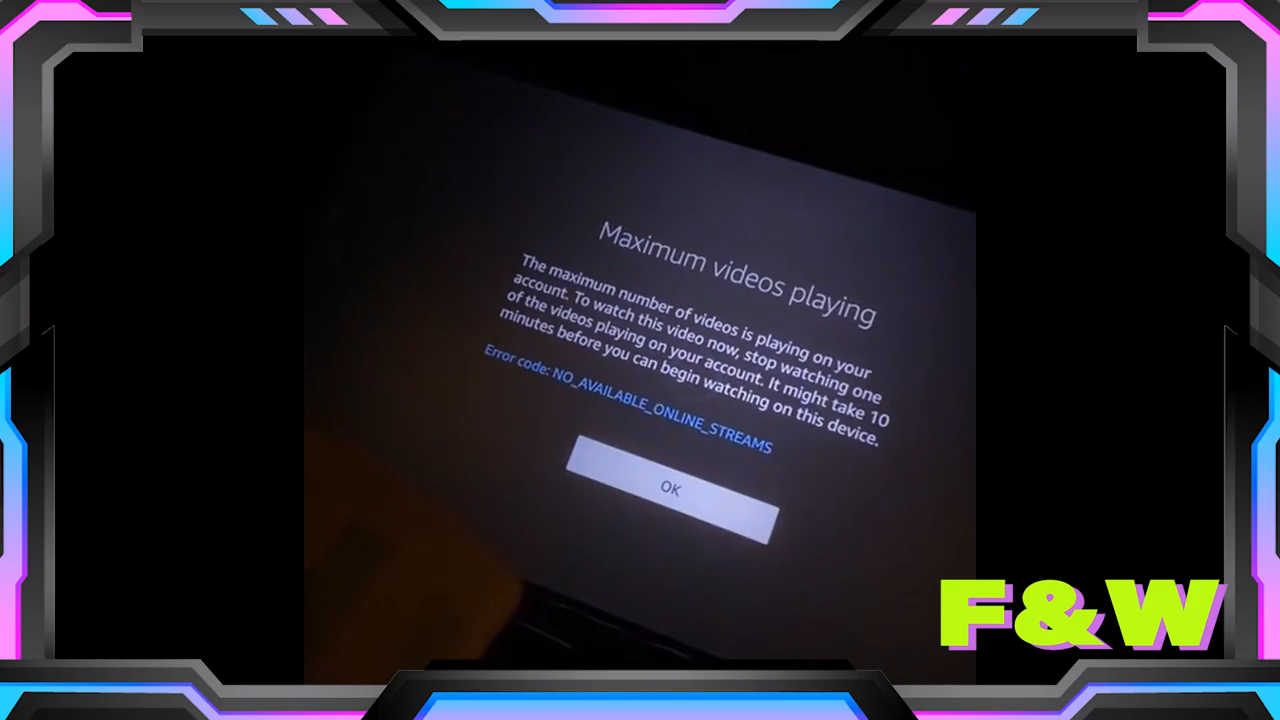 Maximum videos playing
The maximum number of videos is playing on your
account. To watch this video now, stop watching one
of the videos playing on your account. It might take 10
minutes before you can begin watching on this device.
Error code: NO_AVAILABLE_ONLINE_STREAMS
OK
F&W